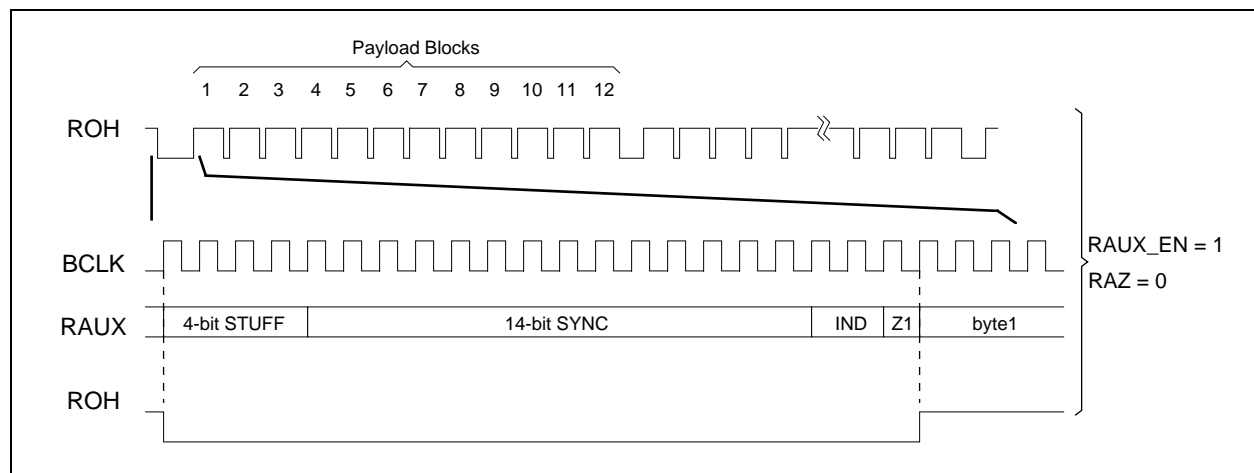 Payload Blocks
1 2 3 4 5 6 7 8 9 10 11 12
ROH
BCLK
RAUX_EN = 1
RAZ = 0
RAUX 4-bit STUFF 14-bit SYNC IND Z1 byte1
ROH